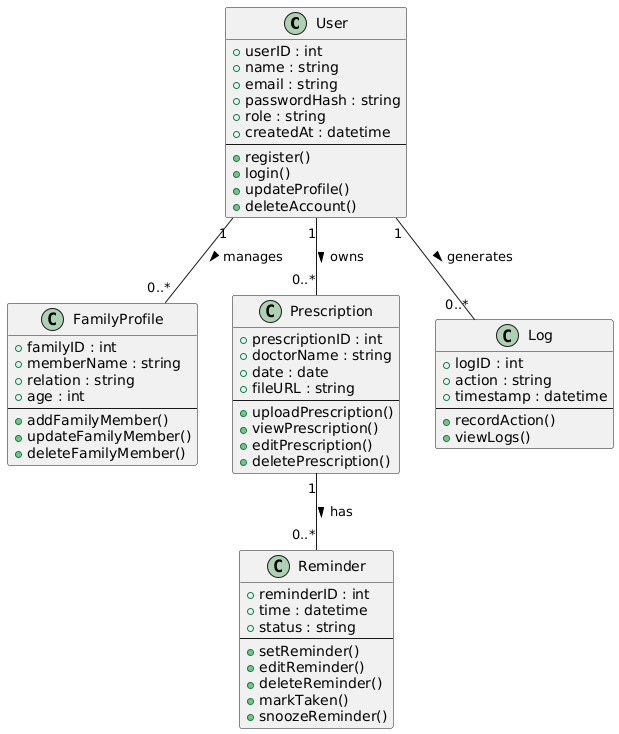 C User
userID : int
name : string
email : string
passwordHash : string
role : string
createdAt : datetime
register()
login()
updateProfile()
deleteAccount()
1 1 1
manages owns generates
0..* 0..* 0..*
C FamilyProfile
familyID : int
memberName : string
relation : string
age : int
addFamilyMember()
updateFamilyMember()
deleteFamilyMember()
C Prescription
prescriptionID : int
doctorName : string
date : date
fileURL : string
uploadPrescription()
viewPrescription()
editPrescription()
deletePrescription()
C Log
logID : int
action : string
timestamp : datetime
recordAction()
viewLogs()
1
has
0..*
C Reminder
reminderID : int
time : datetime
status : string
setReminder()
editReminder()
deleteReminder()
markTaken()
snoozeReminder()